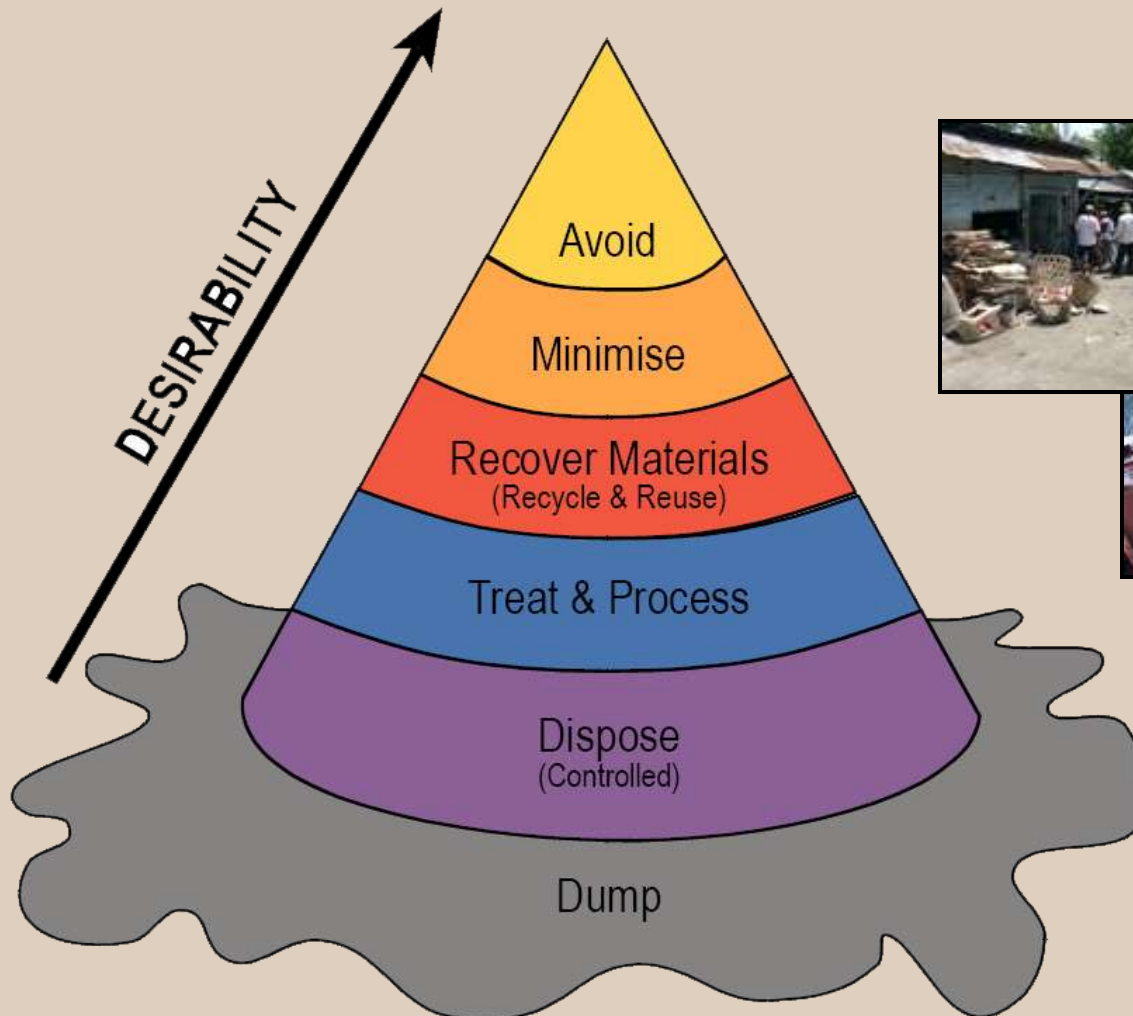 DESIRABILITY
Avoid
Minimise
Recover Materials
(Recycle & Reuse)
Treat & Process
Dispose
(Controlled)
Dump